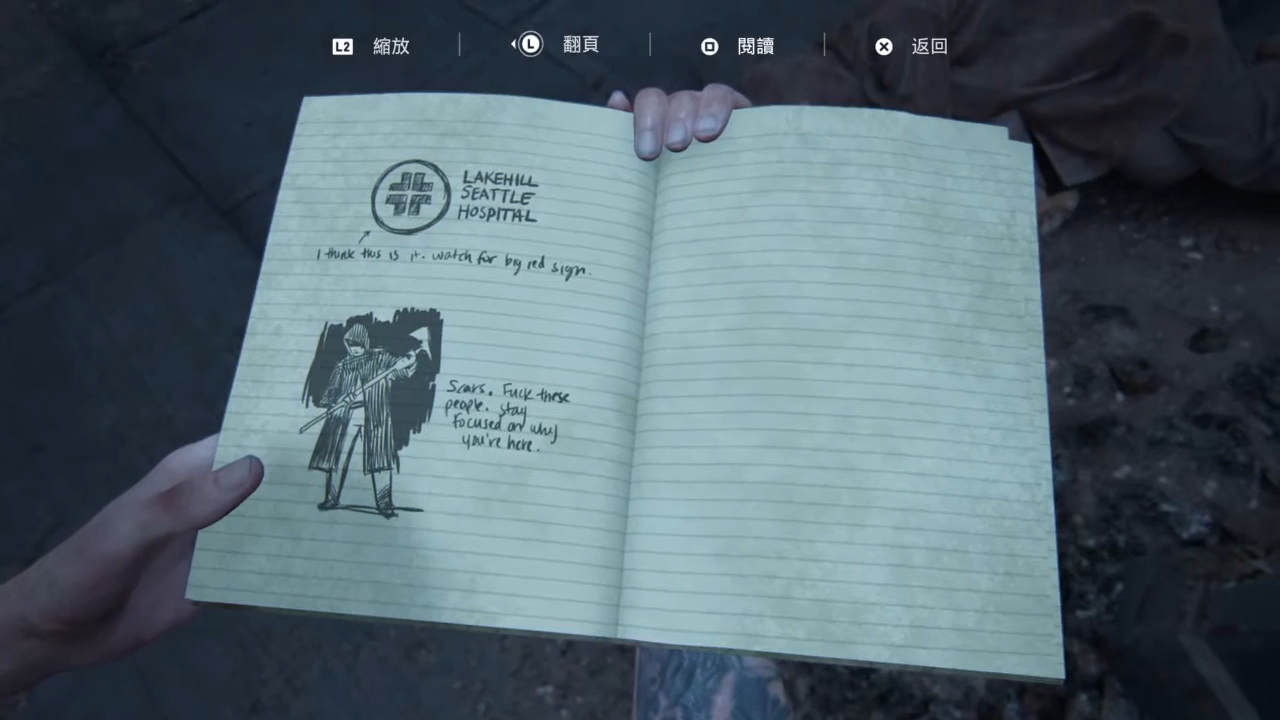 L2 縮放 L 翻頁 閱讀 返回
LAKEHILL
SEATTLE
HOSPITAL
I think this is it. watch for big red sign.
Scars. Fuck these
people. stay
focused on why
you're here.